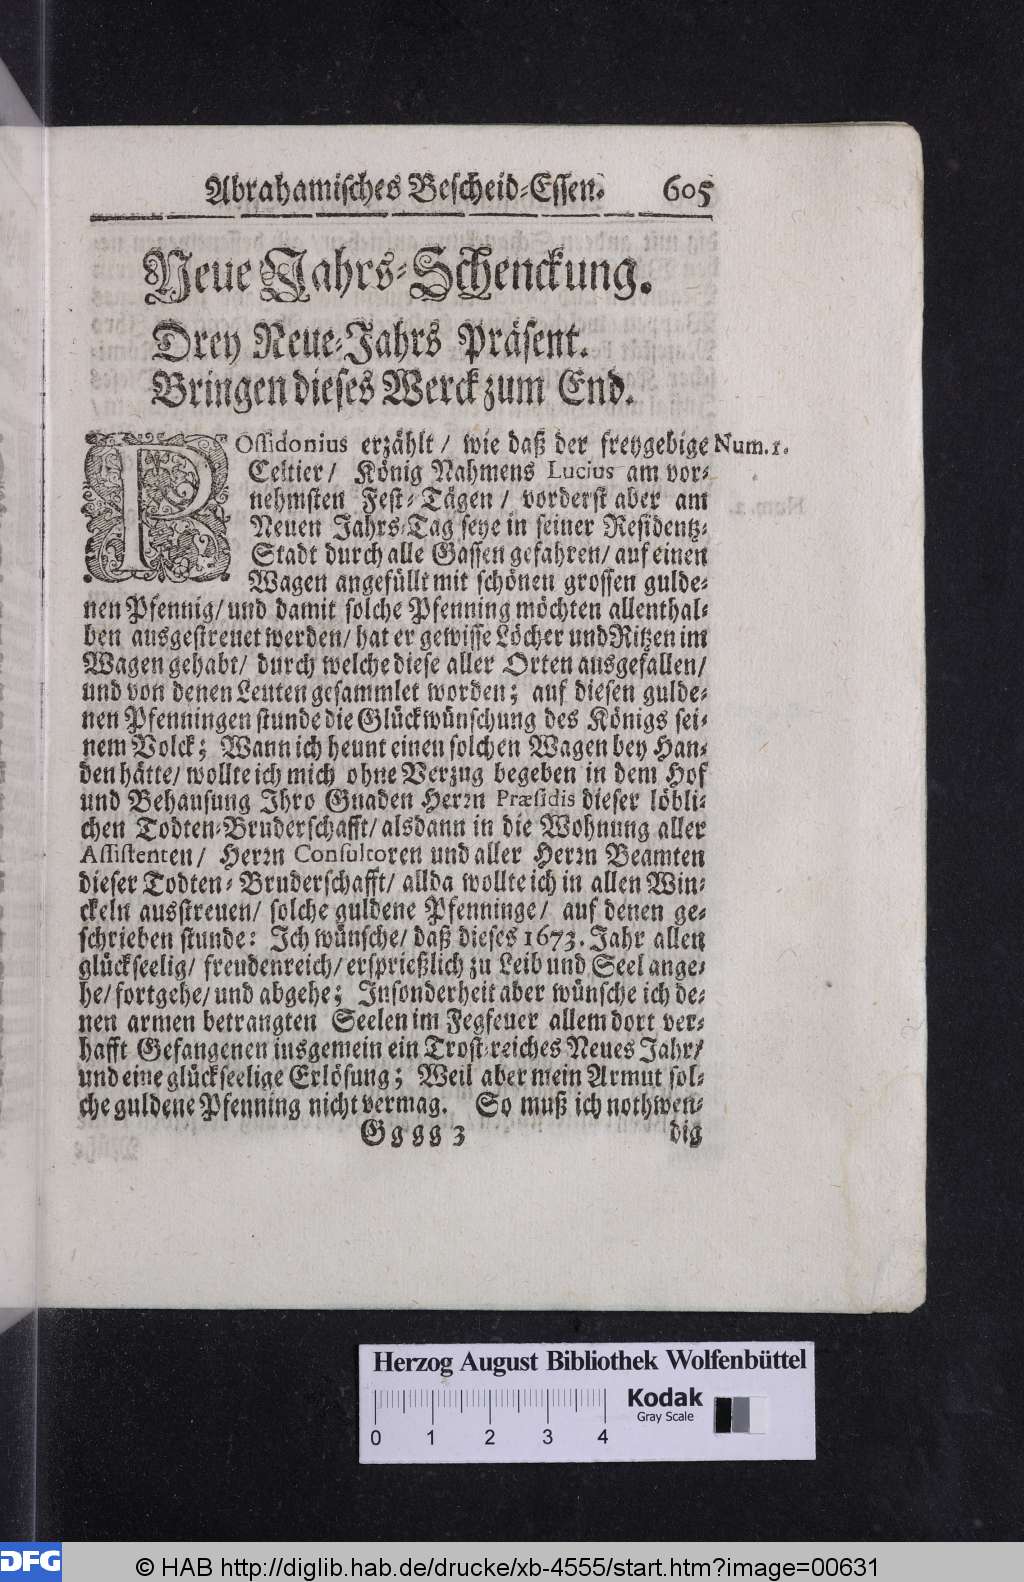 Abrahamisches Bescheid-Essen. 605
Neue Jahrs-Schenckung.
Drey Neue-Jahrs Präsent.
Bringen dieses Werck zum End.
POssidonius erzählt / wie daß der freygebige Num. 1.
Celtier / König Nahmens Lucius am vor-
nehmsten Fest-Tägen / vorderst aber am
Neuen Jahrs-Tag seye in seiner Residentz-
Stadt durch alle Gassen gefahren / auf einen
Wagen angefüllt mit schönen grossen gulde-
nen Pfennig / und damit solche Pfenning möchten allenthal-
ben ausgestreuet werden / hat er gewisse Löcher und Ritzen im
Wagen gehabt / durch welche diese aller Orten ausgefallen /
und von denen Leuten gesammlet worden; auf diesen gulde-
nen Pfenningen stunde die Glückwünschung des Königs sei-
nem Volck; Wann ich heunt einen solchen Wagen bey Han-
den hätte / wollte ich mich ohne Verzug begeben in dem Hof
und Behausung Ihro Gnaden Herrn Præsidis dieser löbli-
chen Todten-Bruderschafft / alsdann in die Wohnung aller
Assistenten / Herrn Consultoren und aller Herrn Beamten
dieser Todten-Bruderschafft / allda wollte ich in allen Win-
ckeln ausstreuen / solche guldene Pfenninge / auf denen ge-
schrieben stunde: Ich wünsche / daß dieses 1673. Jahr allen
glückseelig / freudenreich / ersprießlich zu Leib und Seel ange-
he / fortgehe / und abgehe; Insonderheit aber wünsche ich de-
nen armen betrangten Seelen im Fegfeuer allem dort ver-
hafft Gefangenen insgemein ein Trost-reiches Neues Jahr /
und eine glückseelige Erlösung; Weil aber mein Armut sol-
che guldene Pfenning nicht vermag. So muß ich nothwen-
Gggg 3 dig
Herzog August Bibliothek Wolfenbüttel
Kodak
Gray Scale
0 1 2 3 4
DFG © HAB http://diglib.hab.de/drucke/xb-4555/start.htm?image=00631